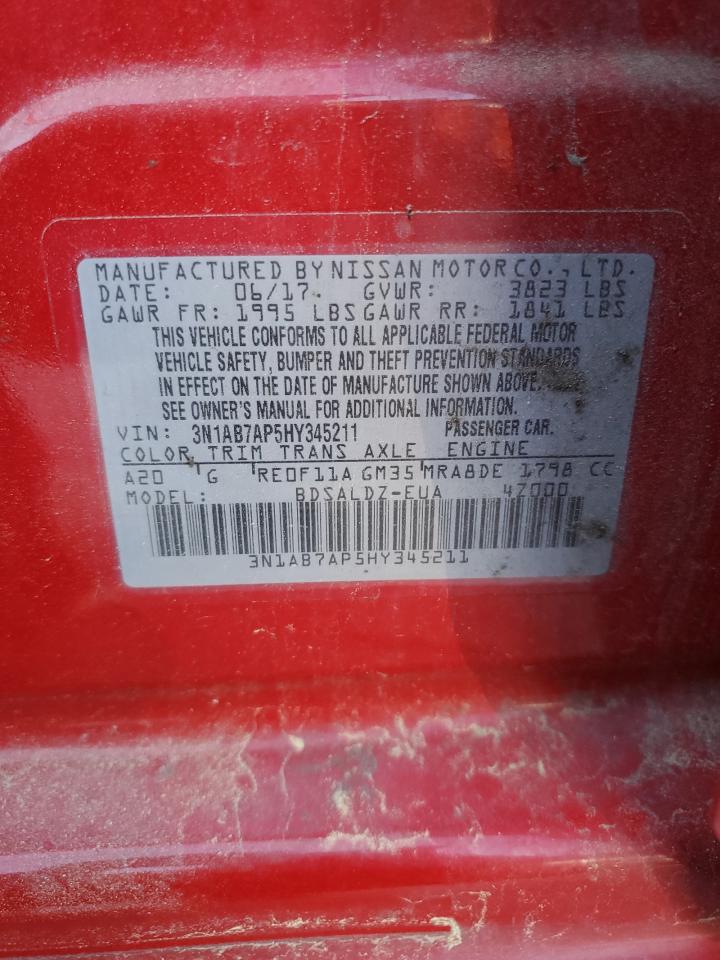 MANUFACTURED BY NISSAN MOTOR CO., LTD.
DATE: 06/17 GVWR: 3823 LBS
GAWR FR: 1995 LBS GAWR RR: 1841 LBS
THIS VEHICLE CONFORMS TO ALL APPLICABLE FEDERAL MOTOR
VEHICLE SAFETY, BUMPER AND THEFT PREVENTION STANDARDS
IN EFFECT ON THE DATE OF MANUFACTURE SHOWN ABOVE.
SEE OWNER'S MANUAL FOR ADDITIONAL INFORMATION.
VIN: 3N1AB7AP5HY345211 PASSENGER CAR.
COLOR TRIM TRANS AXLE ENGINE
A20 G RE0F11A GM35 MRA8DE 1798 CC
MODEL: BDSALDZ-EUA 4Z000
3N1AB7AP5HY345211